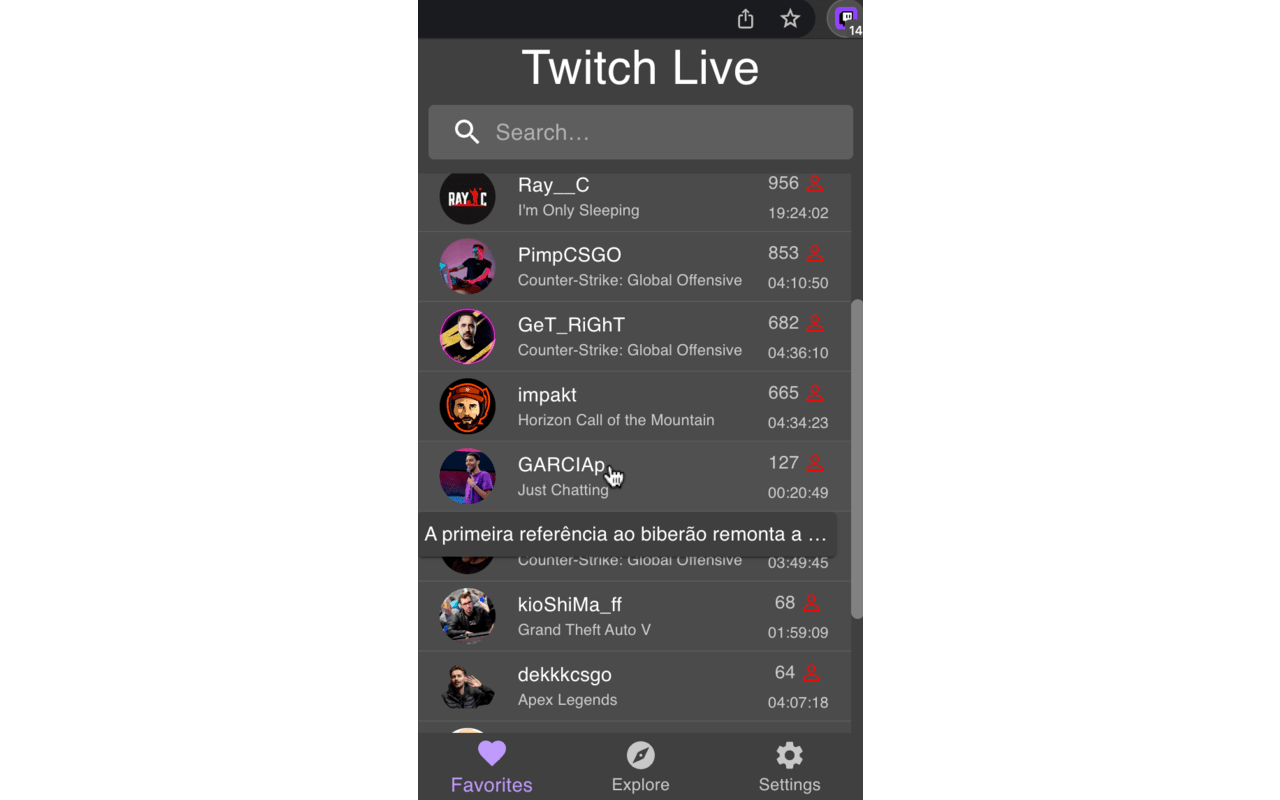 14
Twitch Live
Search...
RAY C
Ray__C
956
I'm Only Sleeping
19:24:02
PimpCSGO
853
Counter-Strike: Global Offensive
04:10:50
GeT_RiGhT
682
Counter-Strike: Global Offensive
04:36:10
impakt
665
Horizon Call of the Mountain
04:34:23
GARCIAp
127
Just Chatting
00:20:49
A primeira referência ao biberão remonta a ...
Counter-Strike: Global Offensive
03:49:45
kioShiMa_ff
68
Grand Theft Auto V
01:59:09
dekkkcsgo
64
Apex Legends
04:07:18
Favorites
Explore
Settings